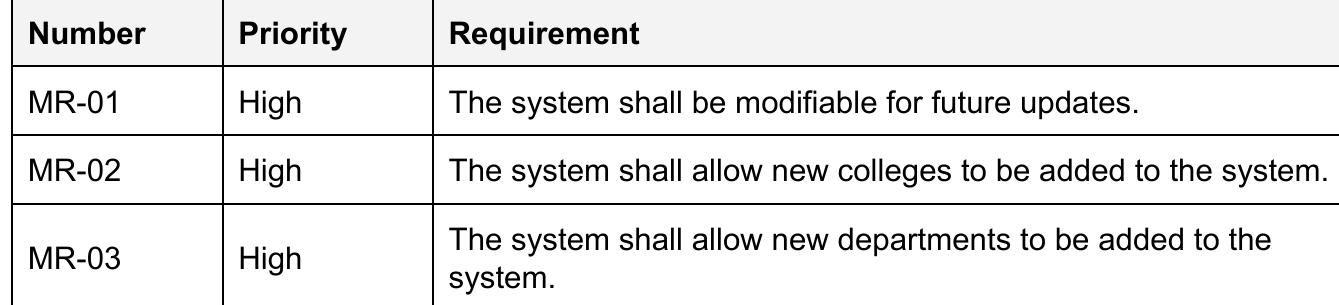 Number Priority Requirement
MR-01 High The system shall be modifiable for future updates.
MR-02 High The system shall allow new colleges to be added to the system.
MR-03 High The system shall allow new departments to be added to the
system.